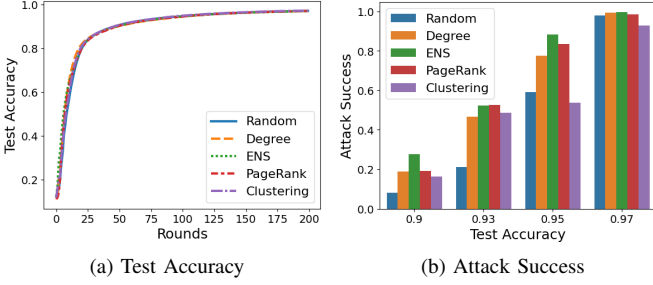 1.0
0.8
0.6
0.4
0.2
Test Accuracy
0
25
50
75
100
125
150
175
200
Rounds
Random
Degree
ENS
PageRank
Clustering
(a) Test Accuracy
1.0
0.8
0.6
0.4
0.2
0.0
Attack Success
Random
Degree
ENS
PageRank
Clustering
0.9
0.93
0.95
0.97
Test Accuracy
(b) Attack Success